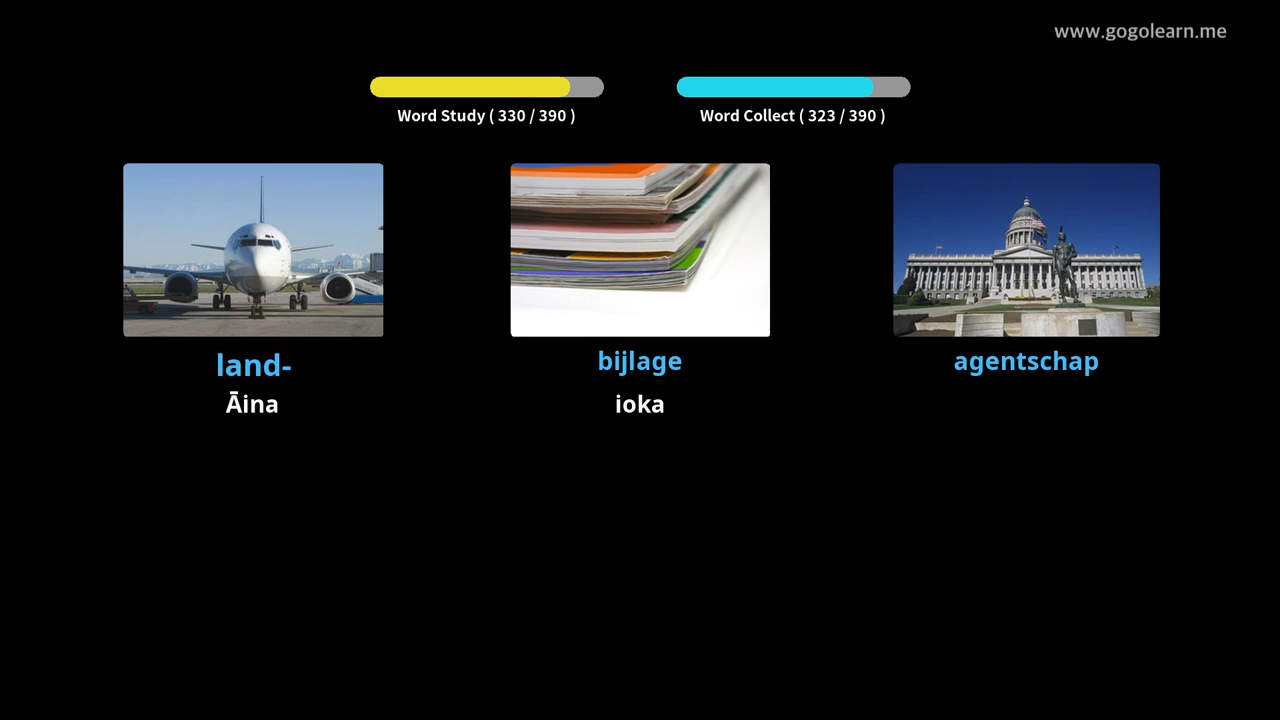 www.gogolearn.me
Word Study ( 330 / 390 )
Word Collect ( 323 / 390 )
land-
bijlage
agentschap
Āina
ioka